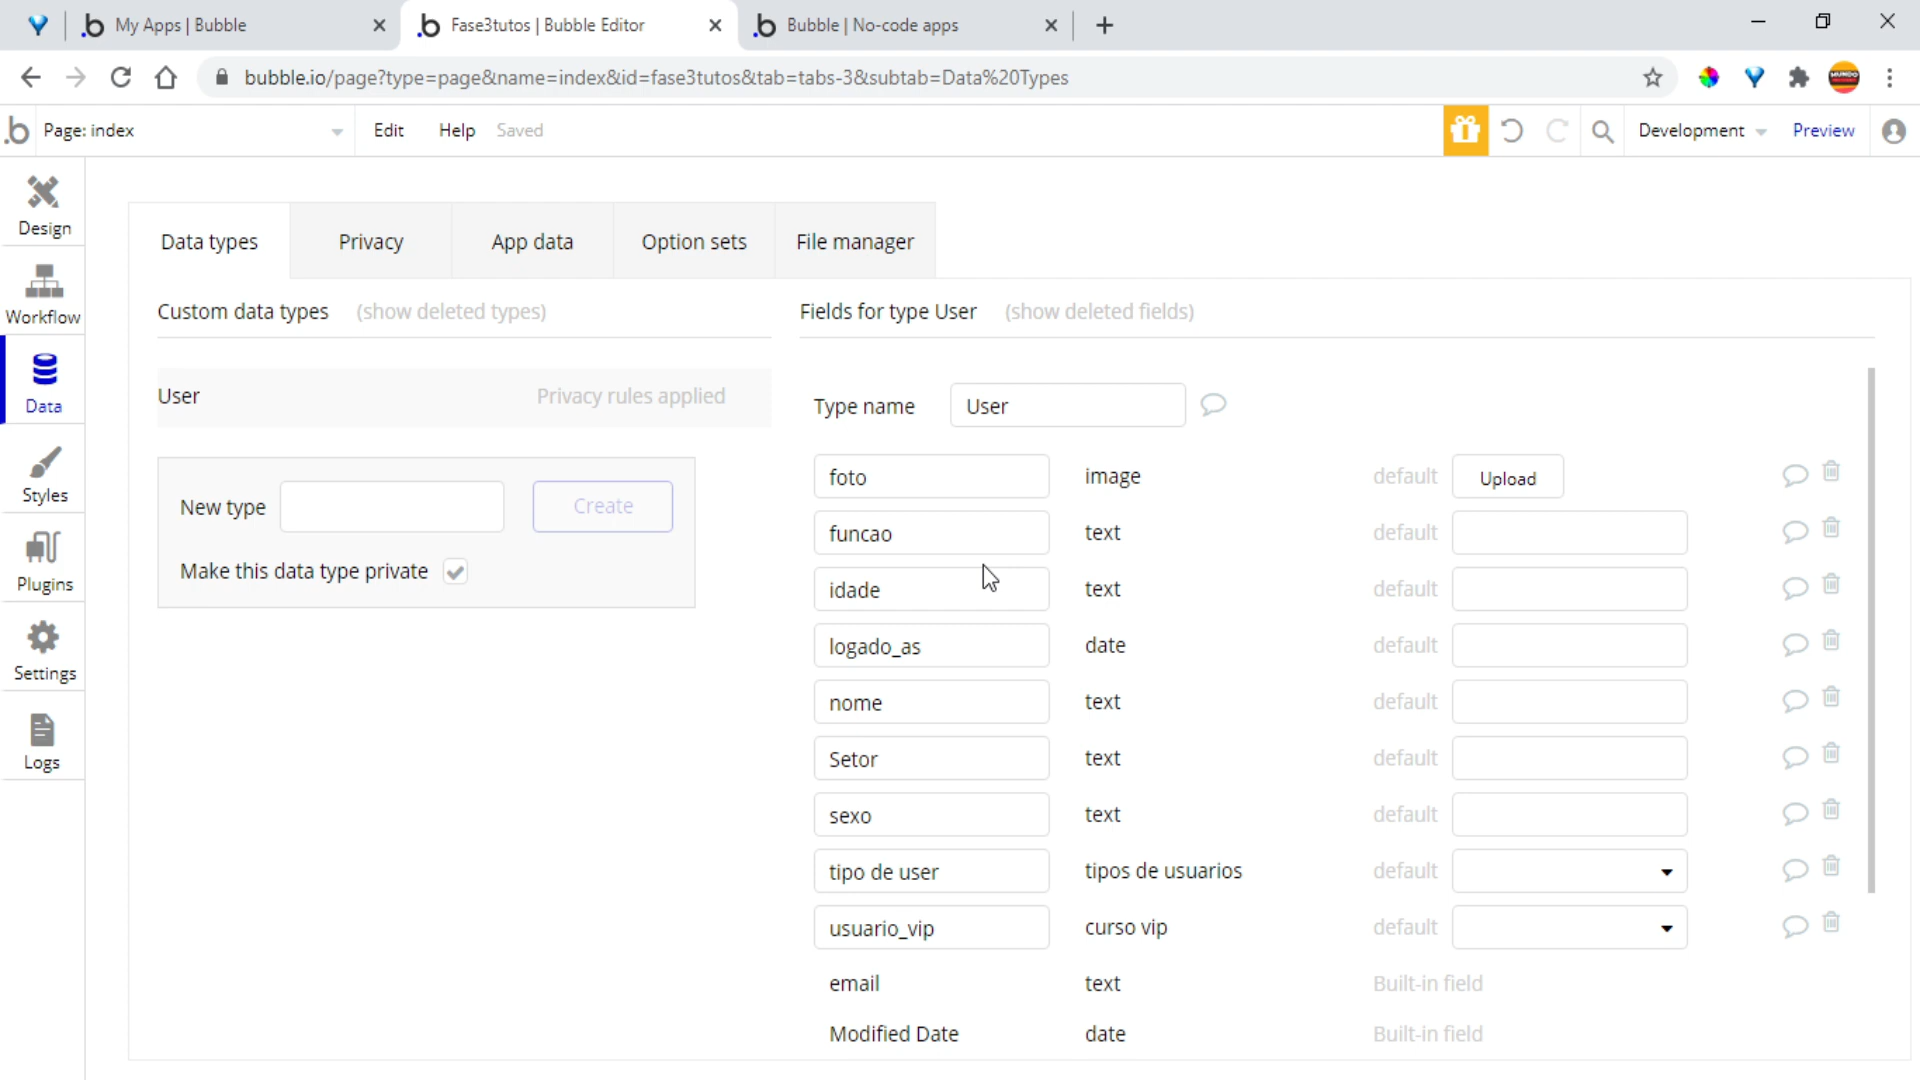 My Apps | Bubble
Fase3tutos | Bubble Editor
Bubble | No-code apps
bubble.io/page?type=page&name=index&id=fase3tutos&tab=tabs-3&subtab=Data%20Types
Page: index
Edit
Help
Saved
Development
Preview
Design
Workflow
Data
Styles
Plugins
Settings
Logs
Data types
Privacy
App data
Option sets
File manager
Custom data types (show deleted types)
User Privacy rules applied
New type Create
Make this data type private
Fields for type User (show deleted fields)
Type name User
foto image default Upload
funcao text default
idade text default
logado_as date default
nome text default
Setor text default
sexo text default
tipo de user tipos de usuarios default
usuario_vip curso vip default
email text Built-in field
Modified Date date Built-in field